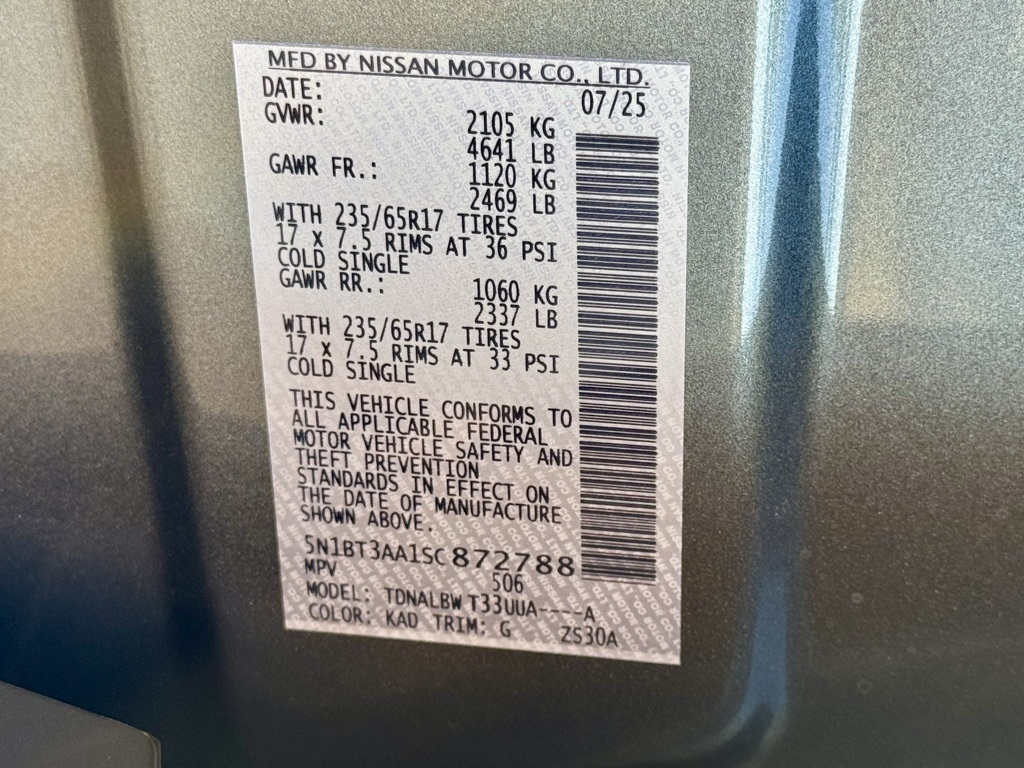 MFD BY NISSAN MOTOR CO., LTD.
DATE: 07/25
GVWR: 2105 KG
4641 LB
GAWR FR.: 1120 KG
2469 LB
WITH 235/65R17 TIRES
17 X 7.5 RIMS AT 36 PSI
COLD SINGLE
GAWR RR.: 1060 KG
2337 LB
WITH 235/65R17 TIRES
17 X 7.5 RIMS AT 33 PSI
COLD SINGLE
THIS VEHICLE CONFORMS TO
ALL APPLICABLE FEDERAL
MOTOR VEHICLE SAFETY AND
THEFT PREVENTION
STANDARDS IN EFFECT ON
THE DATE OF MANUFACTURE
SHOWN ABOVE.
5N1BT3AA1SC872788
MPV 506
MODEL: TDNALBW T33UUA----A
COLOR: KAD TRIM: G ZS30A